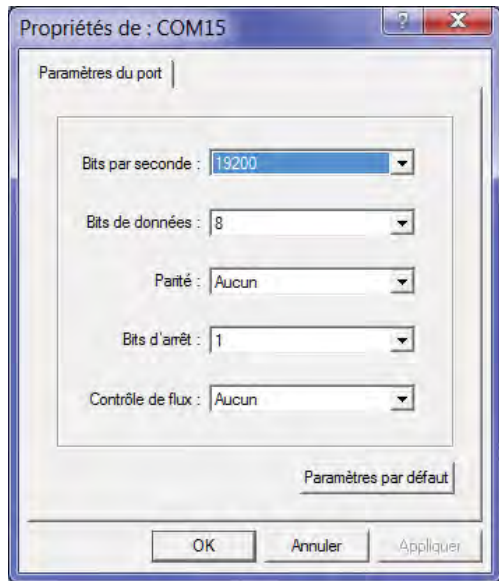 Propriétés de : COM15
Paramètres du port
Bits par seconde : 19200
Bits de données : 8
Parité : Aucun
Bits d'arrêt : 1
Contrôle de flux : Aucun
Paramètres par défaut
OK Annuler Appliquer